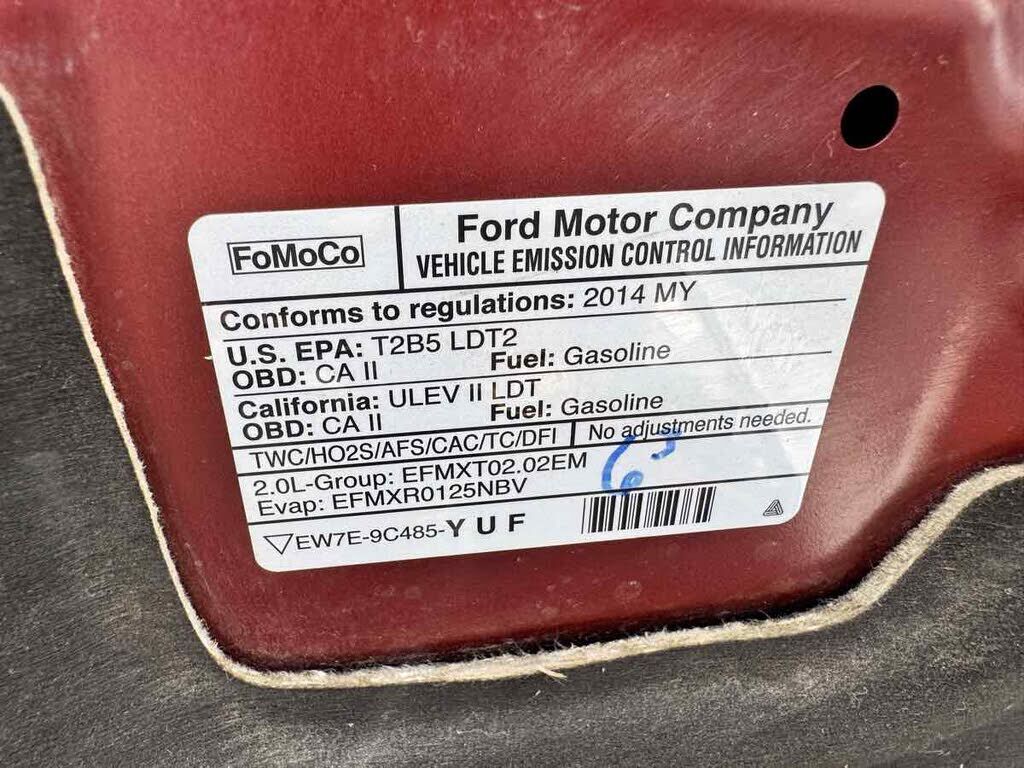 FoMoCo
Ford Motor Company
VEHICLE EMISSION CONTROL INFORMATION
Conforms to regulations: 2014 MY
U.S. EPA: T2B5 LDT2
OBD: CA II Fuel: Gasoline
California: ULEV II LDT
OBD: CA II Fuel: Gasoline
TWC/HO2S/AFS/CAC/TC/DFI No adjustments needed.
2.0L-Group: EFMXT02.02EM
Evap: EFMXR0125NBV
EW7E-9C485-YUF